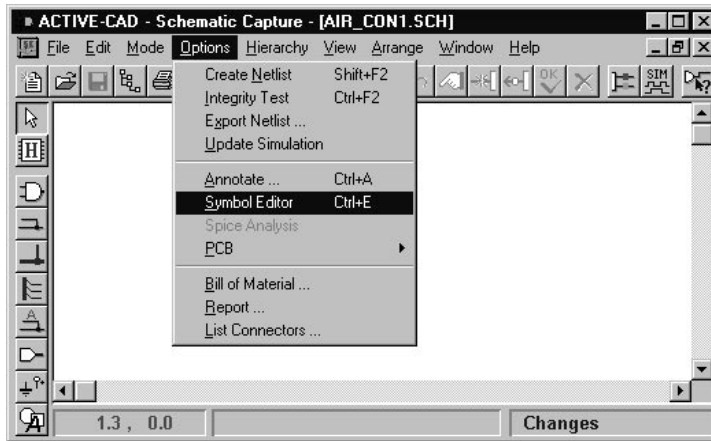 ACTIVE-CAD - Schematic Capture - [AIR_CON1.SCH]
File Edit Mode Options Hierarchy View Arrange Window Help
OK SIM
Create Netlist Shift+F2
Integrity Test Ctrl+F2
Export Netlist ...
Update Simulation
Annotate ... Ctrl+A
Symbol Editor Ctrl+E
Spice Analysis
PCB
Bill of Material ...
Report ...
List Connectors ...
H
A
A
1.3 , 0.0 Changes